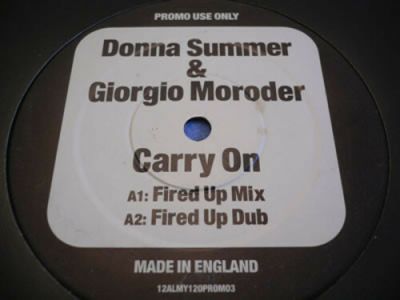 PROMO USE ONLY
Donna Summer
&
Giorgio Moroder
Carry On
A1: Fired Up Mix
A2: Fired Up Dub
MADE IN ENGLAND
12ALMY120PROMO3